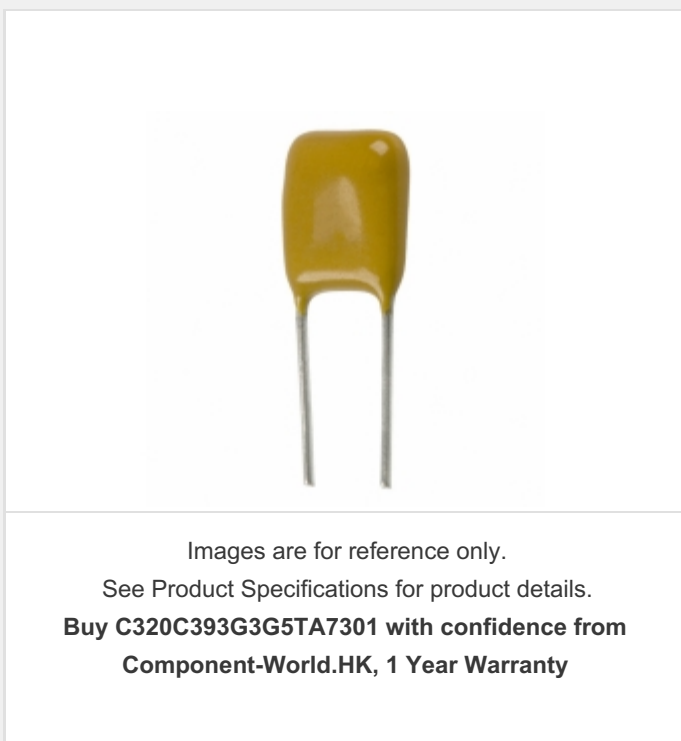 Images are for reference only.
See Product Specifications for product details.
Buy C320C393G3G5TA7301 with confidence from
Component-World.HK, 1 Year Warranty